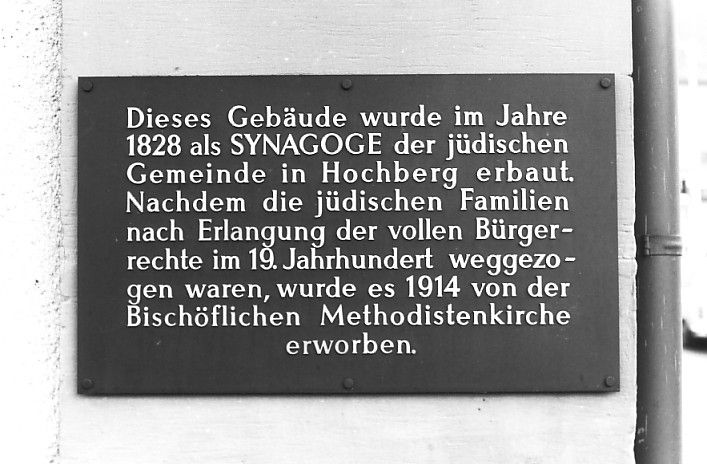 Dieses Gebäude wurde im Jahre
1828 als SYNAGOGE der jüdischen
Gemeinde in Hochberg erbaut.
Nachdem die jüdischen Familien
nach Erlangung der vollen Bürger-
rechte im 19. Jahrhundert weggezo-
gen waren, wurde es 1914 von der
Bischöflichen Methodistenkirche
erworben.